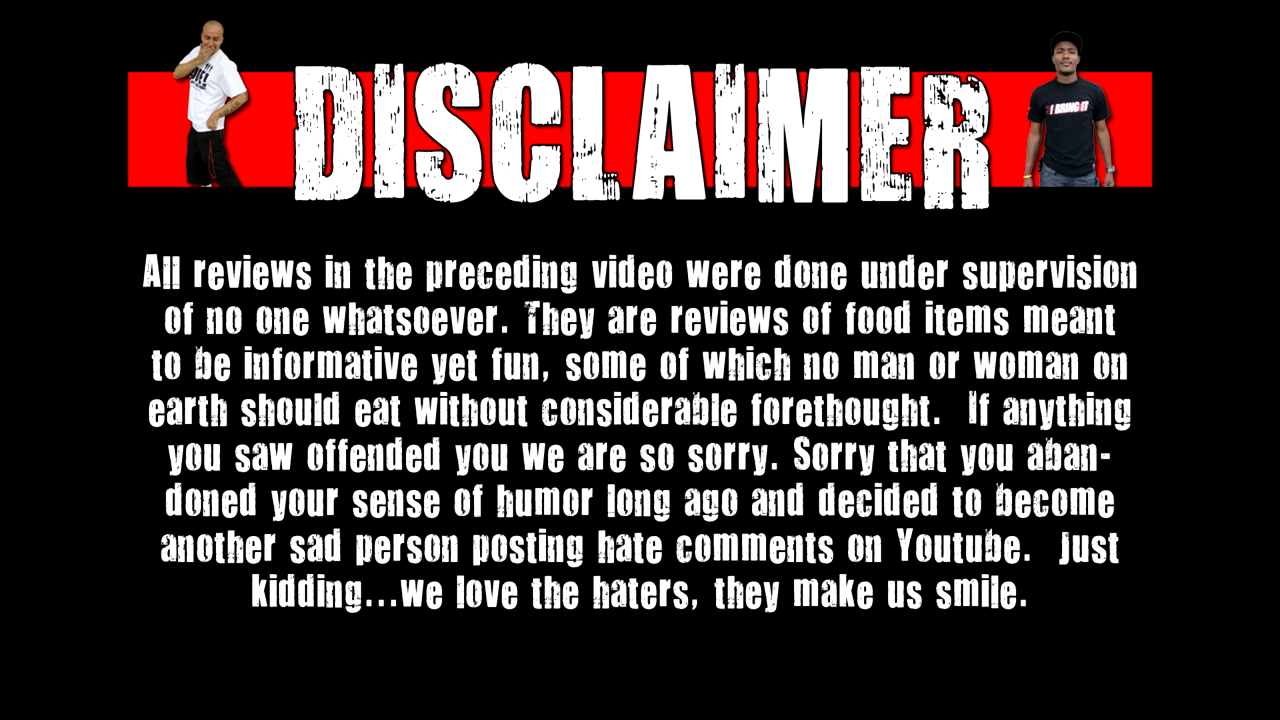 DISCLAIMER
I BRING IT
All reviews in the preceding video were done under supervision
of no one whatsoever. They are reviews of food items meant
to be informative yet fun, some of which no man or woman on
earth should eat without considerable forethought. If anything
you saw offended you we are so sorry. Sorry that you aban-
doned your sense of humor long ago and decided to become
another sad person posting hate comments on Youtube. Just
kidding...we love the haters, they make us smile.